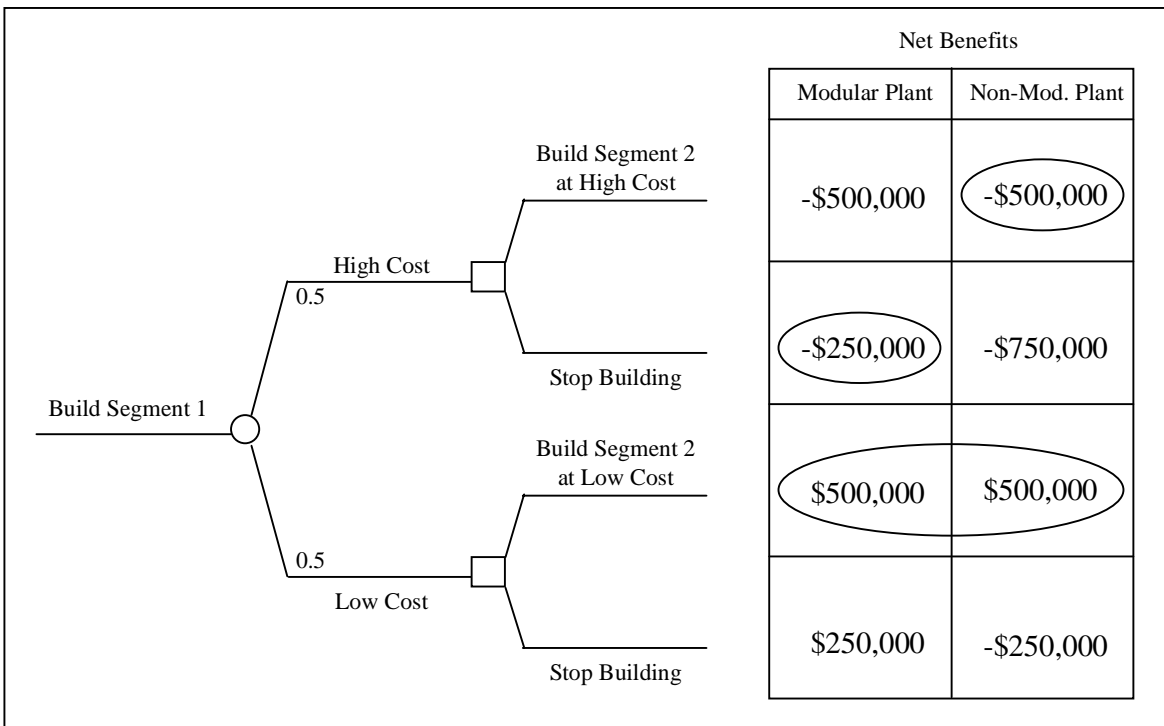 Net Benefits
Modular Plant
Non-Mod. Plant
Build Segment 2
at High Cost
-$500,000
-$500,000
High Cost
0.5
-$250,000
-$750,000
Stop Building
Build Segment 1
Build Segment 2
at Low Cost
$500,000
$500,000
0.5
Low Cost
$250,000
-$250,000
Stop Building